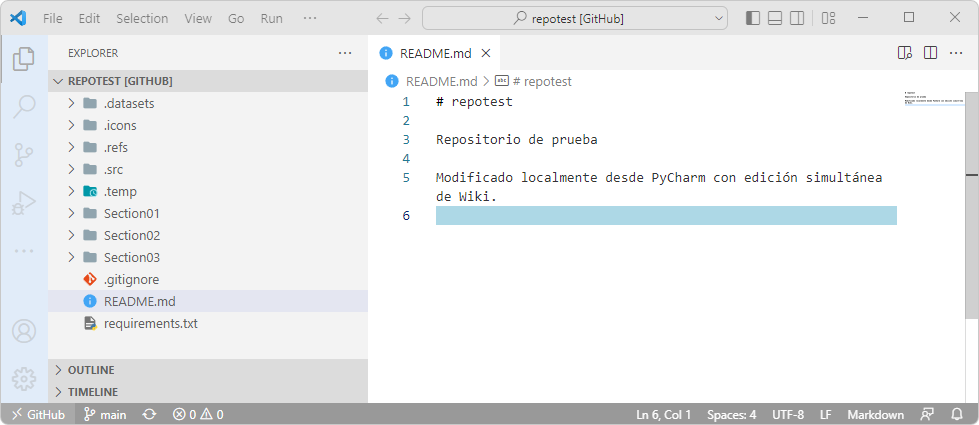 File Edit Selection View Go Run ··· repotest [GitHub]
EXPLORER ···
REPOTEST [GITHUB]
.datasets
.icons
.refs
.src
.temp
Section01
Section02
Section03
.gitignore
README.md
requirements.txt
OUTLINE
TIMELINE
README.md
README.md > abc # repotest
1 # repotest
2
3 Repositorio de prueba
4
5 Modificado localmente desde PyCharm con edición simultánea
de Wiki.
6
GitHub main 0 0 Ln 6, Col 1 Spaces: 4 UTF-8 LF Markdown